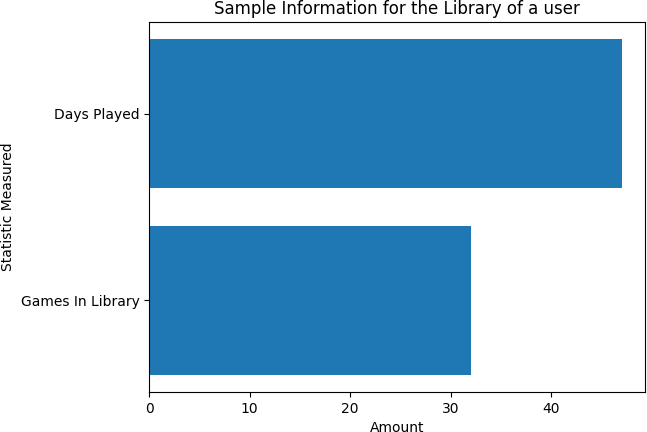 Sample Information for the Library of a user
Statistic Measured
Days Played
Games In Library
0 10 20 30 40
Amount